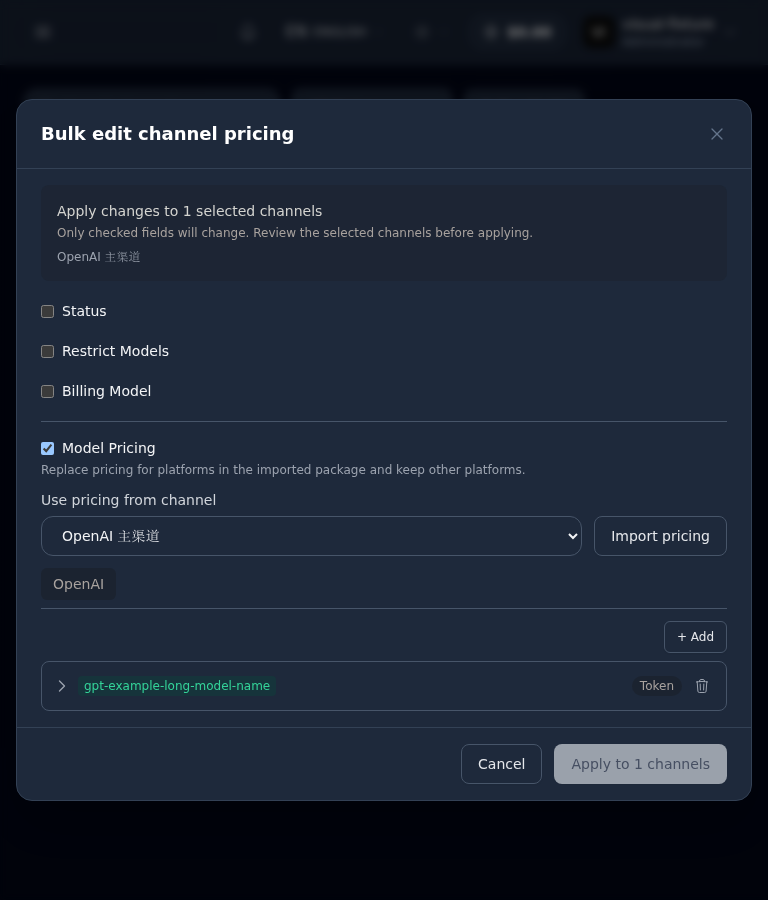 Bulk edit channel pricing
Apply changes to 1 selected channels
Only checked fields will change. Review the selected channels before applying.
OpenAI 主渠道
Status
Restrict Models
Billing Model
Model Pricing
Replace pricing for platforms in the imported package and keep other platforms.
Use pricing from channel
OpenAI 主渠道
Import pricing
OpenAI
+ Add
gpt-example-long-model-name
Token
Cancel
Apply to 1 channels